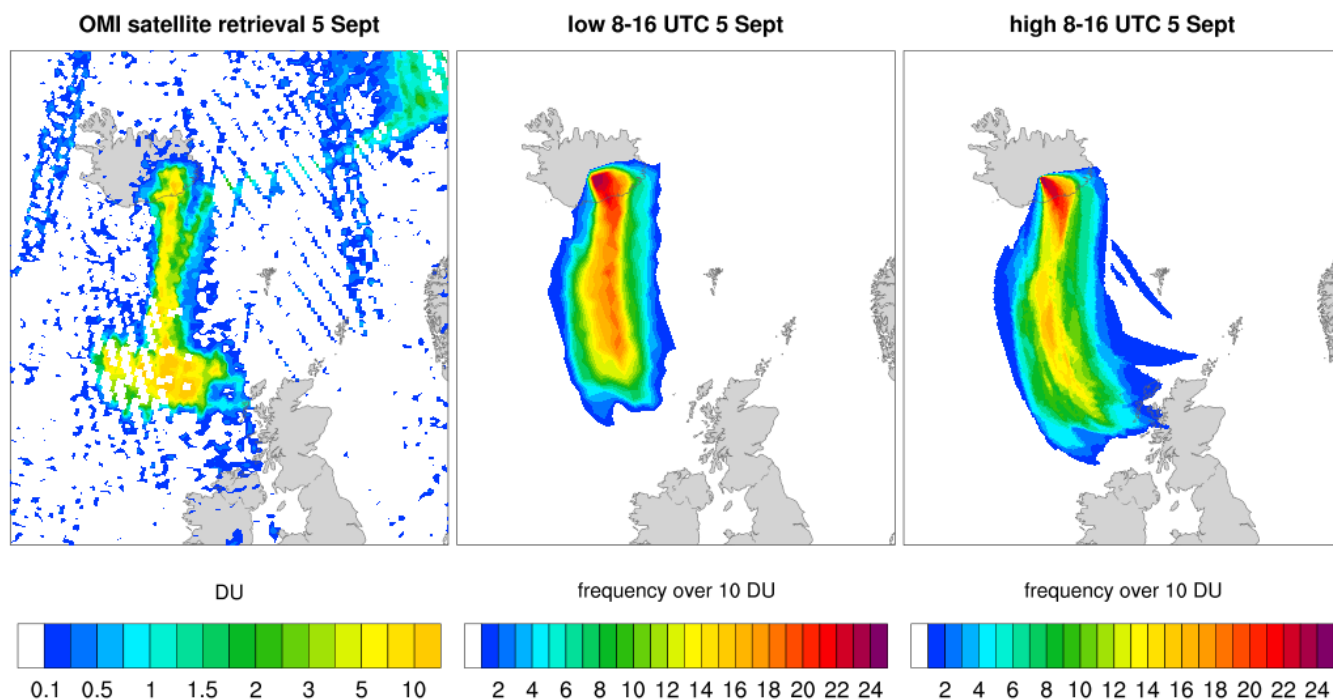 OMI satellite retrieval 5 Sept
low 8-16 UTC 5 Sept
high 8-16 UTC 5 Sept
DU
frequency over 10 DU
frequency over 10 DU
0.1 0.5 1 1.5 2 3 5 10
2 4 6 8 10 12 14 16 18 20 22 24
2 4 6 8 10 12 14 16 18 20 22 24